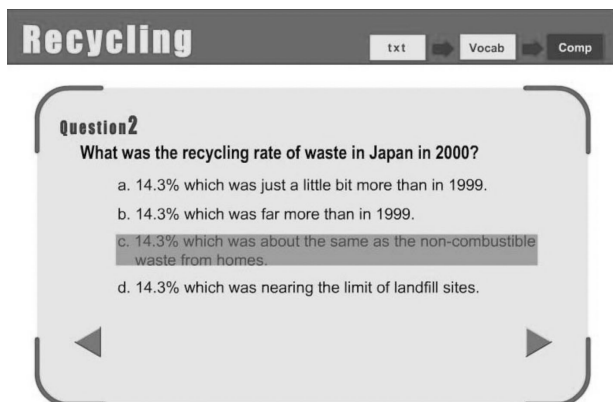 Recycling
txt Vocab Comp
Question2
What was the recycling rate of waste in Japan in 2000?
a. 14.3% which was just a little bit more than in 1999.
b. 14.3% which was far more than in 1999.
c. 14.3% which was about the same as the non-combustible
waste from homes.
d. 14.3% which was nearing the limit of landfill sites.